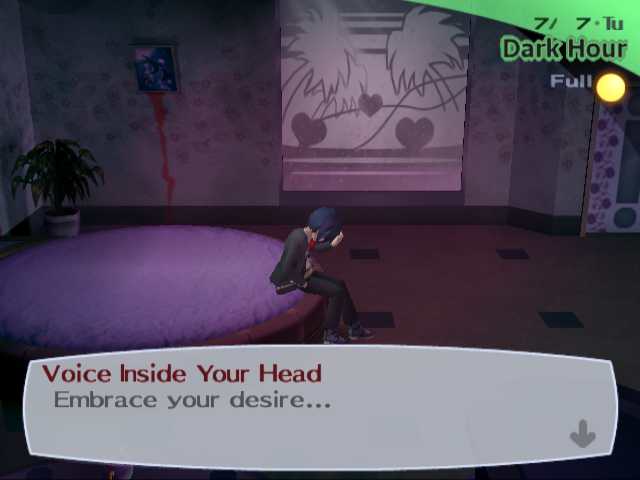 7/ 7・Tu
Dark Hour
Full
Voice Inside Your Head
Embrace your desire...